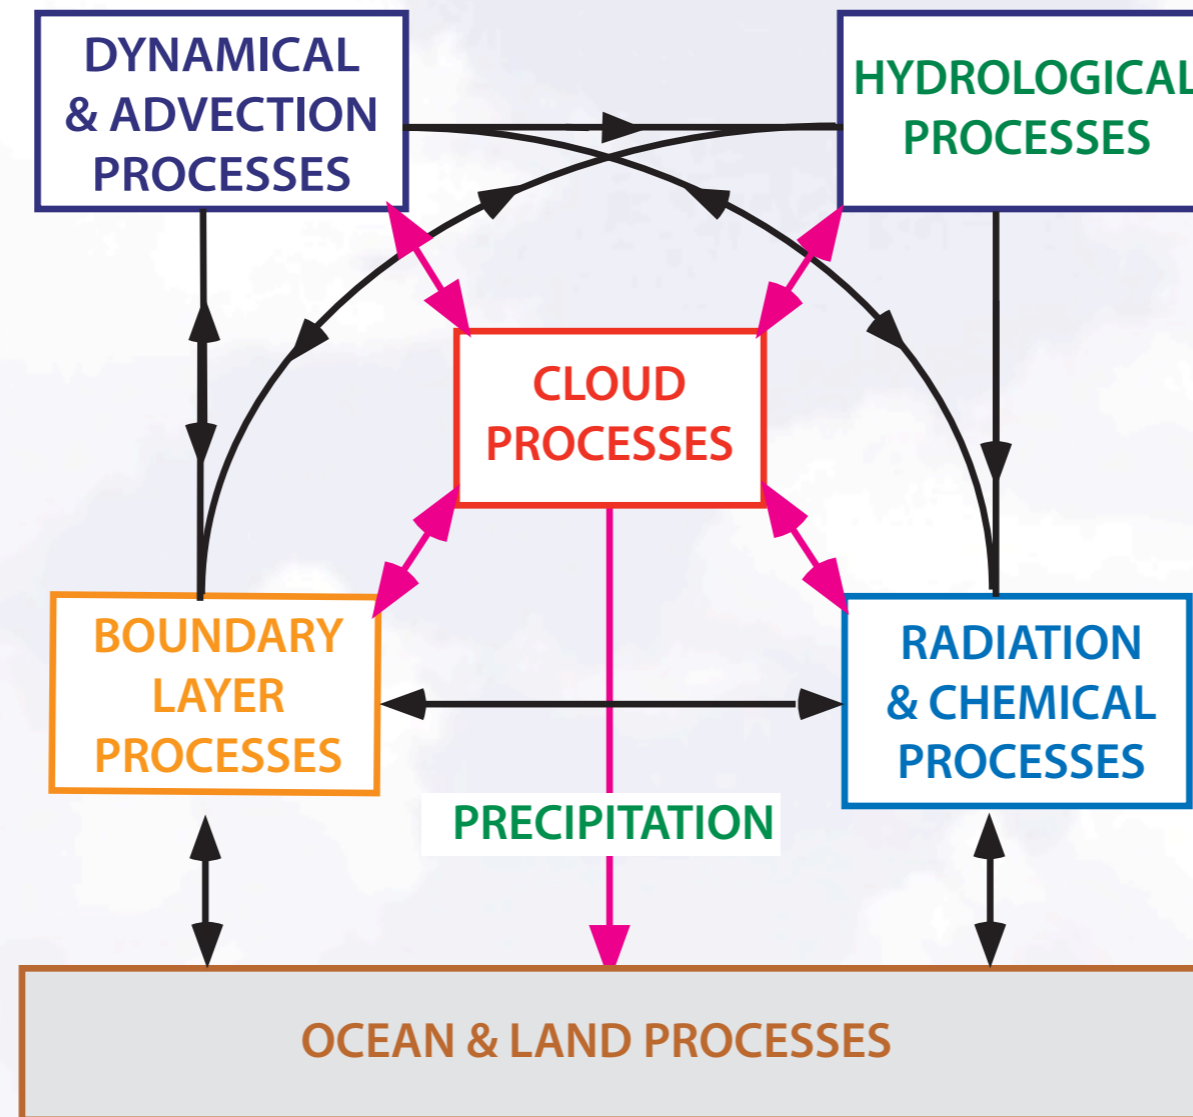 DYNAMICAL
& ADVECTION
PROCESSES
HYDROLOGICAL
PROCESSES
CLOUD
PROCESSES
BOUNDARY
LAYER
PROCESSES
RADIATION
& CHEMICAL
PROCESSES
PRECIPITATION
OCEAN & LAND PROCESSES